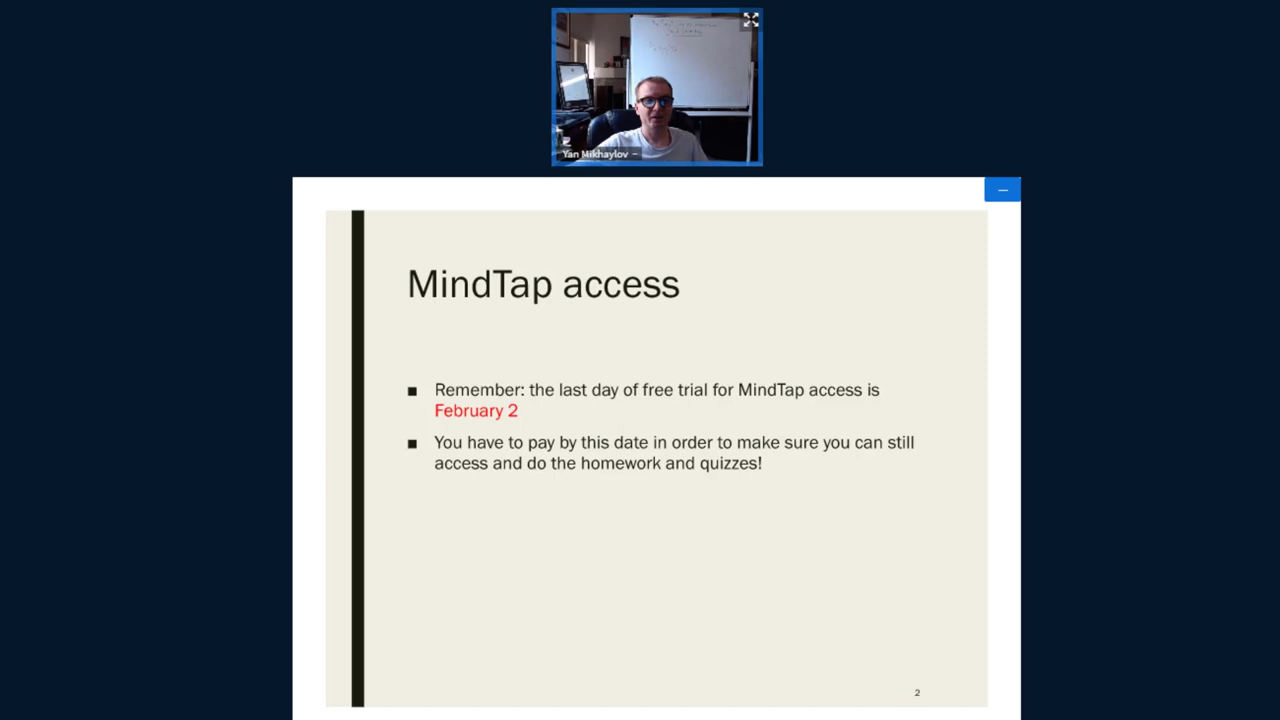 Yan Mikhaylov
MindTap access
Remember: the last day of free trial for MindTap access is
February 2
You have to pay by this date in order to make sure you can still
access and do the homework and quizzes!
2